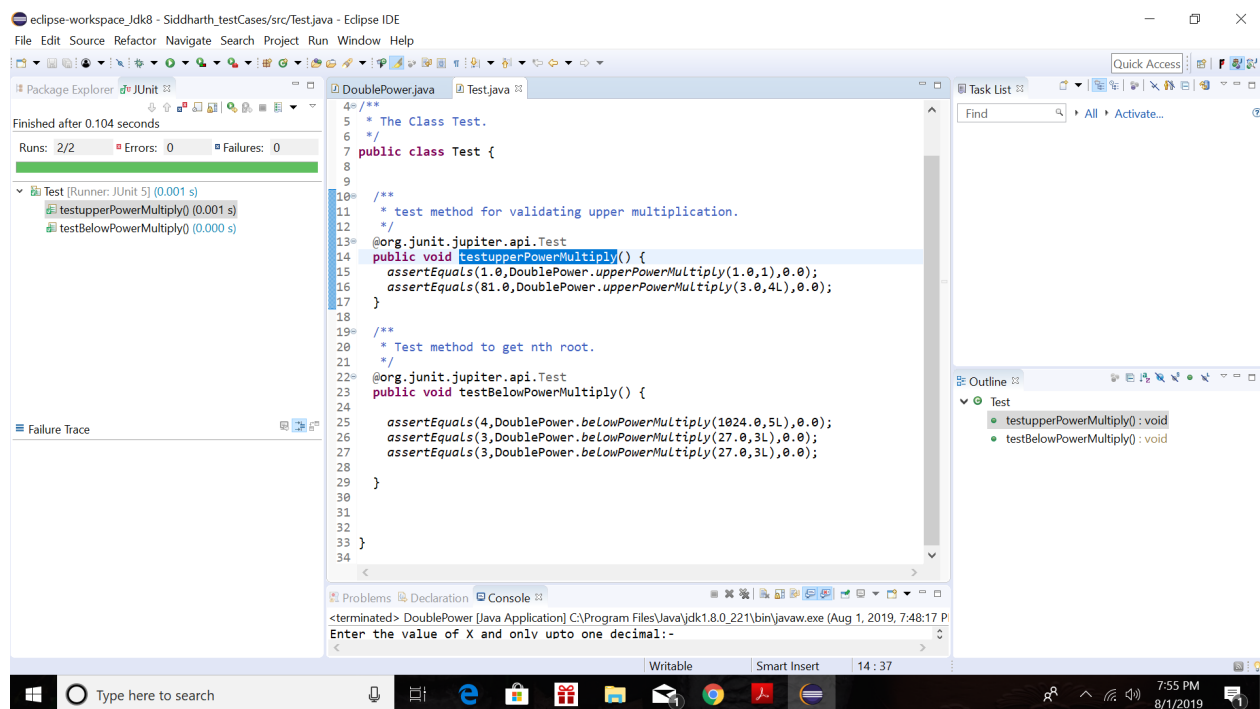 eclipse-workspace_Jdk8 - Siddharth_testCases/src/Test.java - Eclipse IDE
File Edit Source Refactor Navigate Search Project Run Window Help
Quick Access
Package Explorer JUnit
Finished after 0.104 seconds
Runs: 2/2 Errors: 0 Failures: 0
Test [Runner: JUnit 5] (0.001 s)
testupperPowerMultiply() (0.001 s)
testBelowPowerMultiply() (0.000 s)
Failure Trace
DoublePower.java Test.java
4 /**
5 * The Class Test.
6 */
7 public class Test {
8
9
10 /**
11 * test method for validating upper multiplication.
12 */
13 @org.junit.jupiter.api.Test
14 public void testupperPowerMultiply() {
15 assertEquals(1.0,DoublePower.upperPowerMultiply(1.0,1),0.0);
16 assertEquals(81.0,DoublePower.upperPowerMultiply(3.0,4L),0.0);
17 }
18
19 /**
20 * Test method to get nth root.
21 */
22 @org.junit.jupiter.api.Test
23 public void testBelowPowerMultiply() {
24
25 assertEquals(4,DoublePower.belowPowerMultiply(1024.0,5L),0.0);
26 assertEquals(3,DoublePower.belowPowerMultiply(27.0,3L),0.0);
27 assertEquals(3,DoublePower.belowPowerMultiply(27.0,3L),0.0);
28
29 }
30
31
32
33 }
34
Problems Declaration Console
<terminated> DoublePower [Java Application] C:\Program Files\Java\jdk1.8.0_221\bin\javaw.exe (Aug 1, 2019, 7:48:17 P
Enter the value of X and only upto one decimal:-
Task List
Find All Activate...
Outline
Test
testupperPowerMultiply() : void
testBelowPowerMultiply() : void
Writable Smart Insert 14 : 37
Type here to search
7:55 PM
8/1/2019